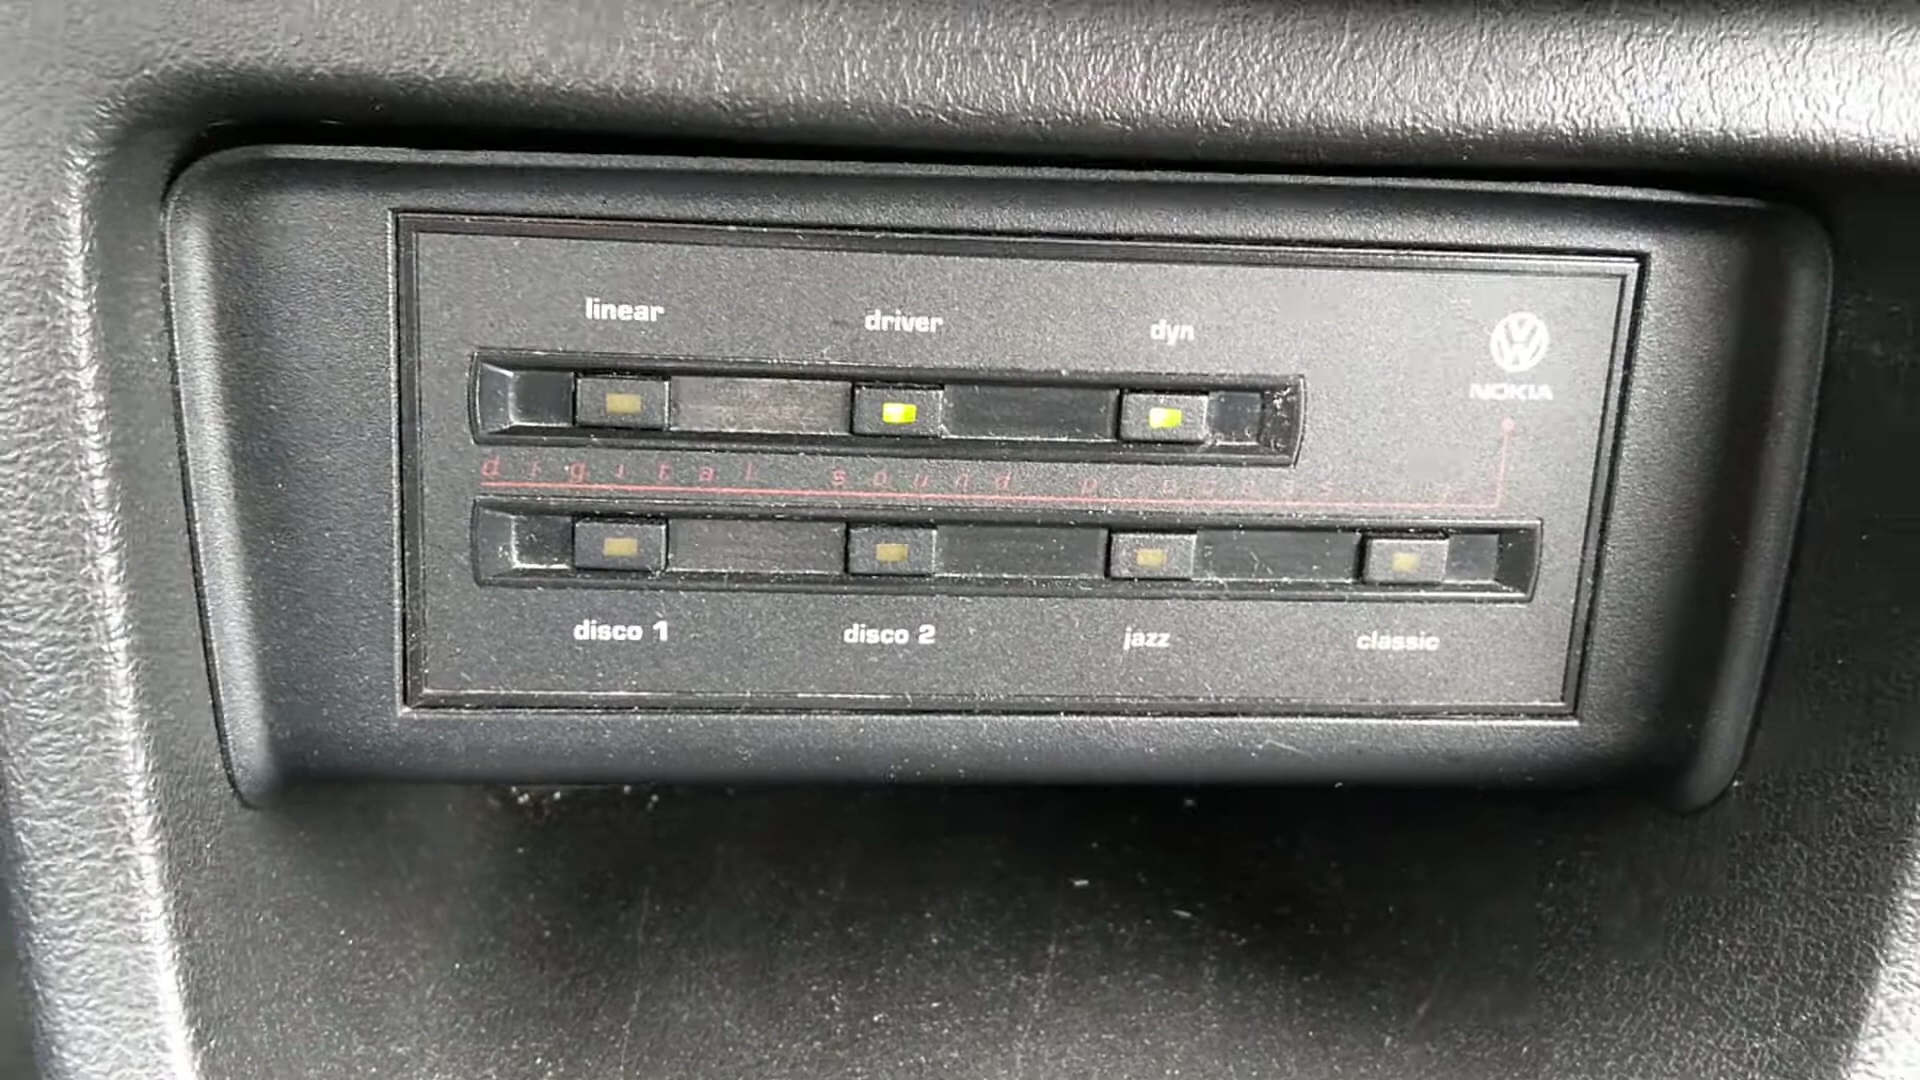 linear driver dyn
NOKIA
digital sound
disco 1 disco 2 jazz classic